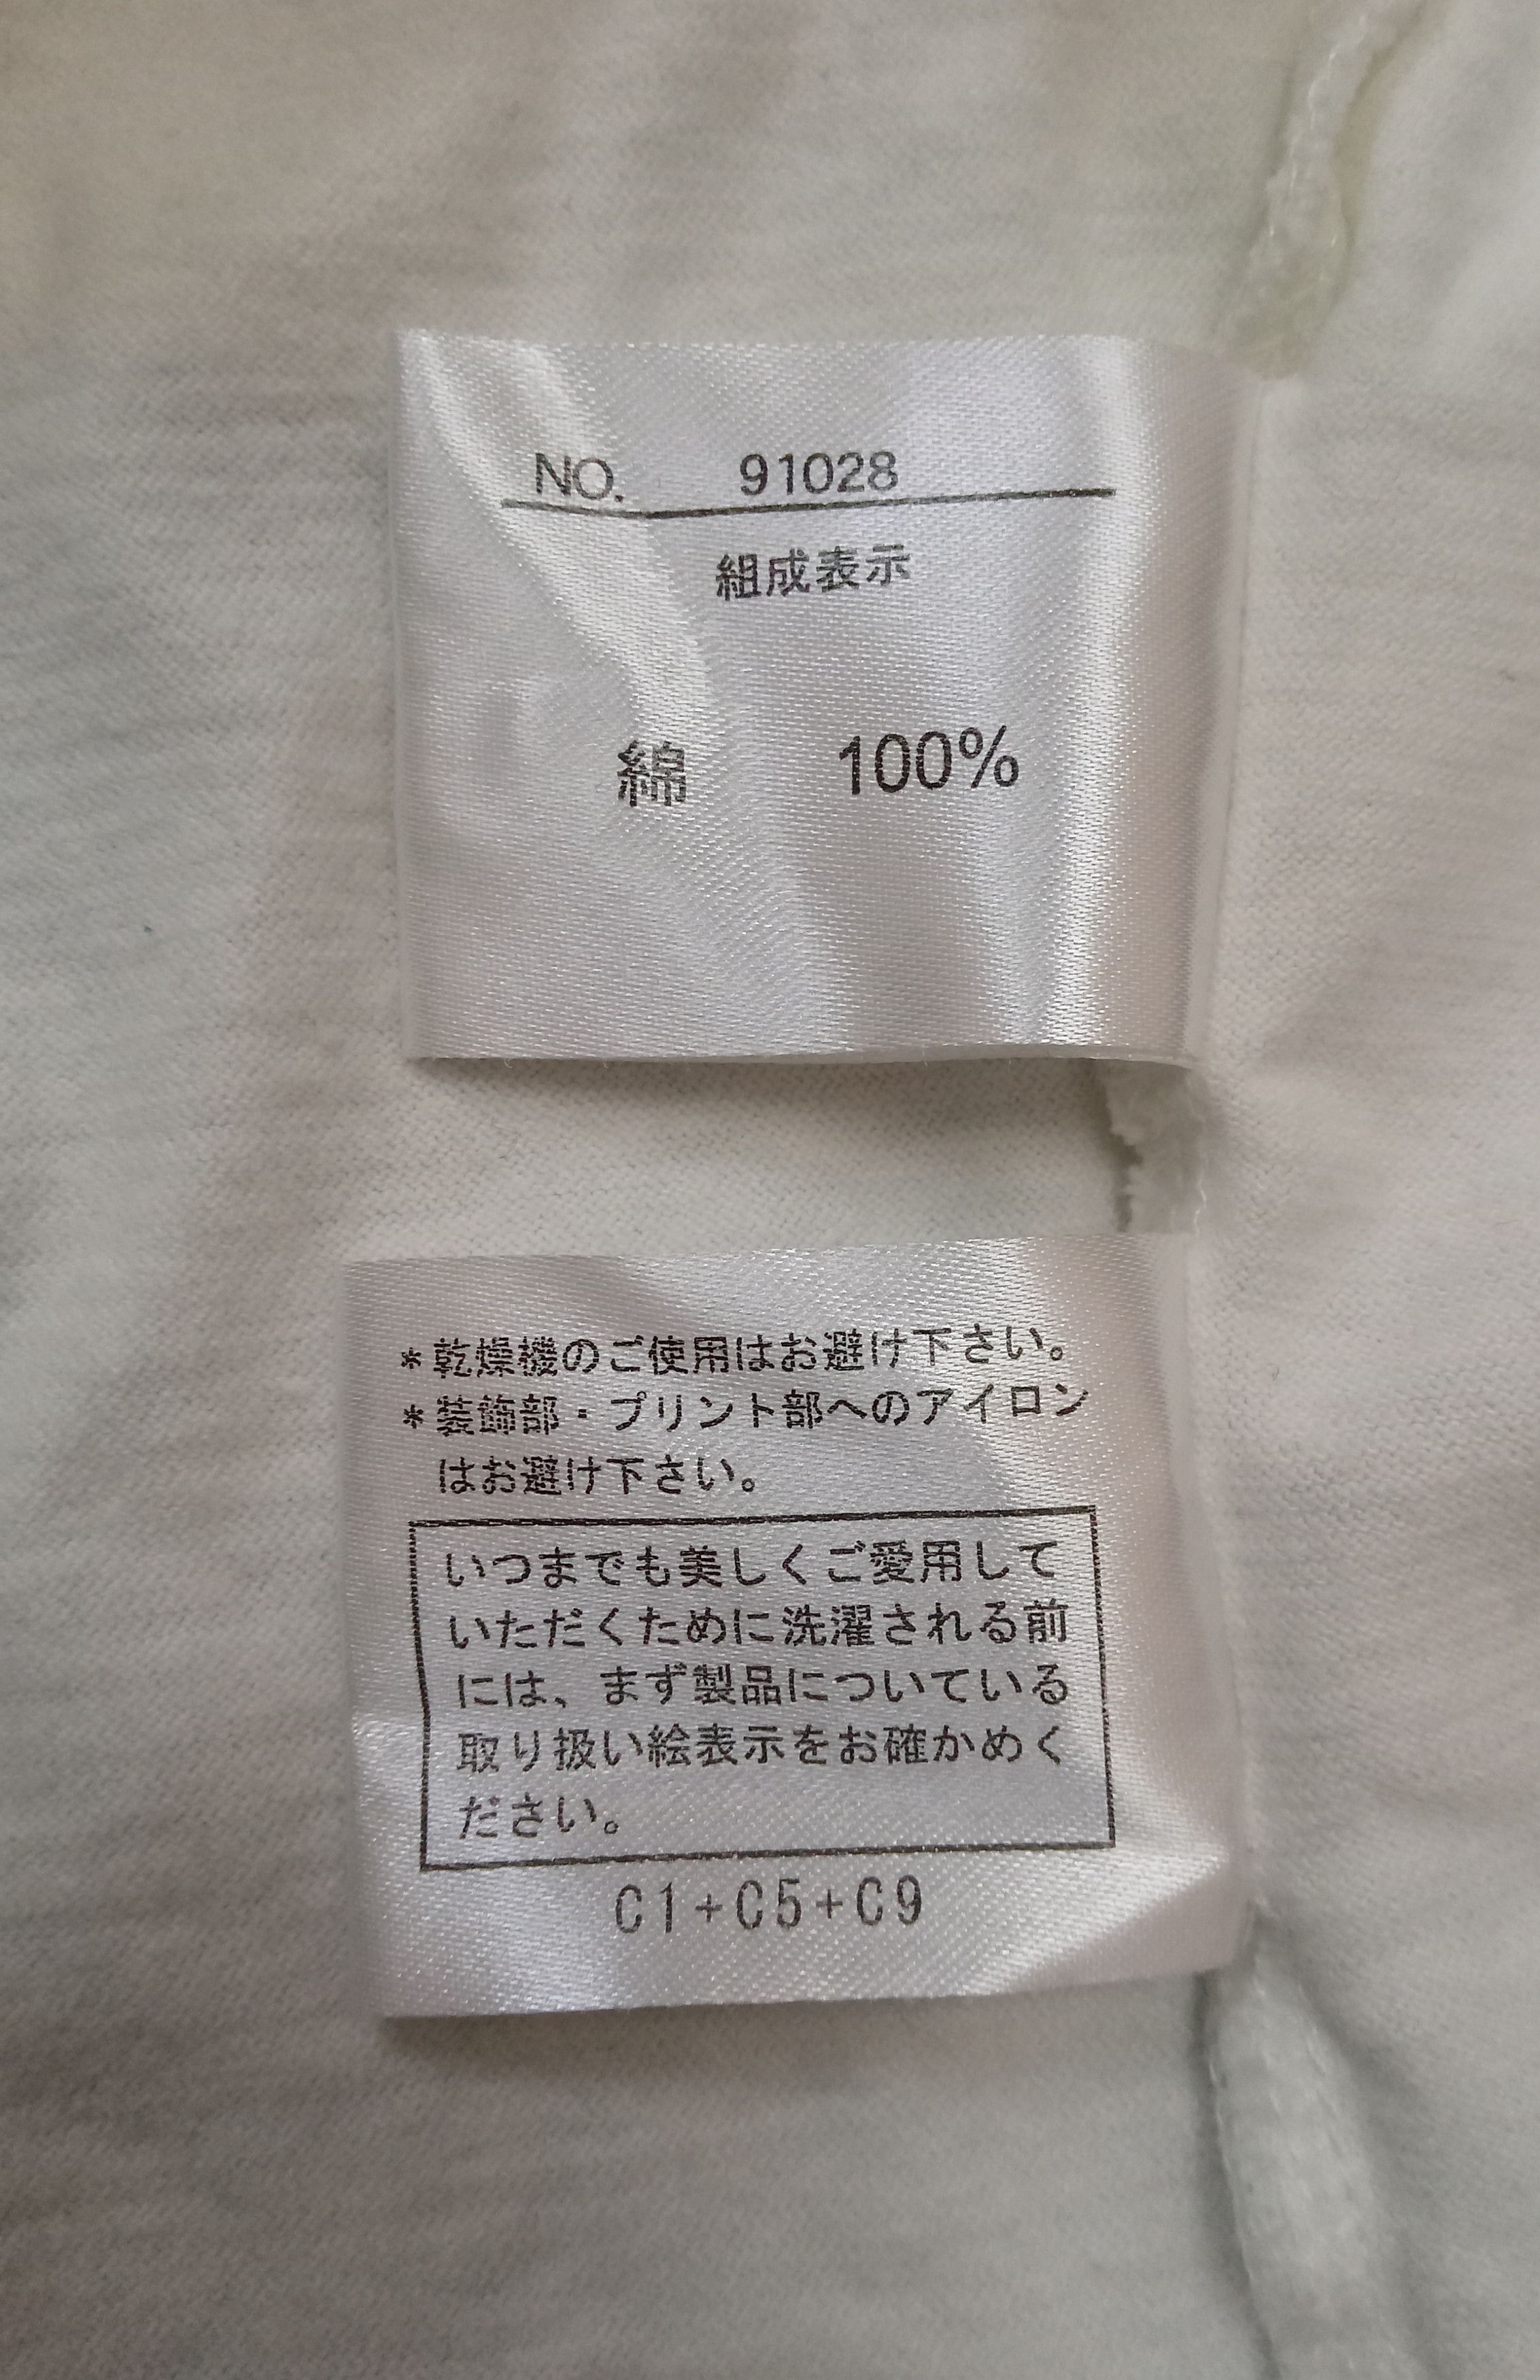 NO. 91028
組成表示
綿 100%
*乾燥機のご使用はお避け下さい。
*装飾部・プリント部へのアイロン
はお避け下さい。
いつまでも美しくご愛用して
いただくために洗濯される前
には、まず製品についている
取り扱い絵表示をお確かめく
ださい。
C1+C5+C9